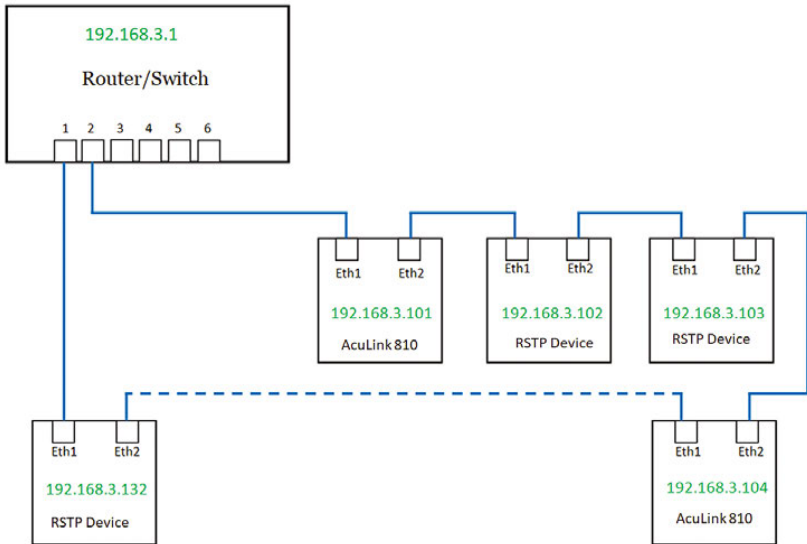 192.168.3.1
Router/Switch
1 2 3 4 5 6
Eth1 Eth2
192.168.3.101
AcuLink 810
Eth1 Eth2
192.168.3.102
RSTP Device
Eth1 Eth2
192.168.3.103
RSTP Device
Eth1 Eth2
192.168.3.132
RSTP Device
Eth1 Eth2
192.168.3.104
AcuLink 810